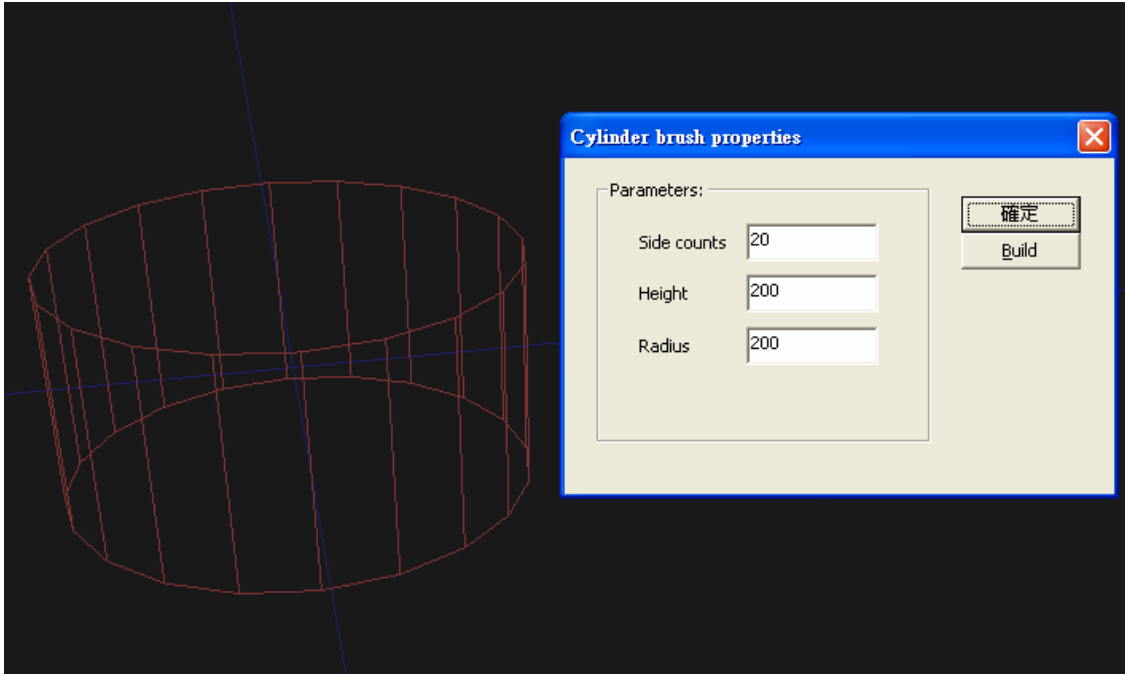 Cylinder brush properties
Parameters:
Side counts 20
Height 200
Radius 200
確定
Build